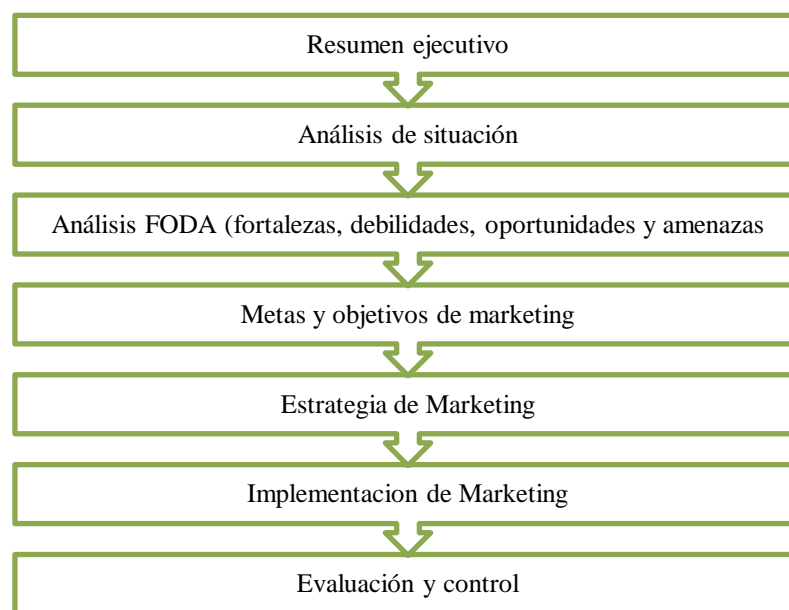 Resumen ejecutivo
Análisis de situación
Análisis FODA (fortalezas, debilidades, oportunidades y amenazas
Metas y objetivos de marketing
Estrategia de Marketing
Implementacion de Marketing
Evaluación y control